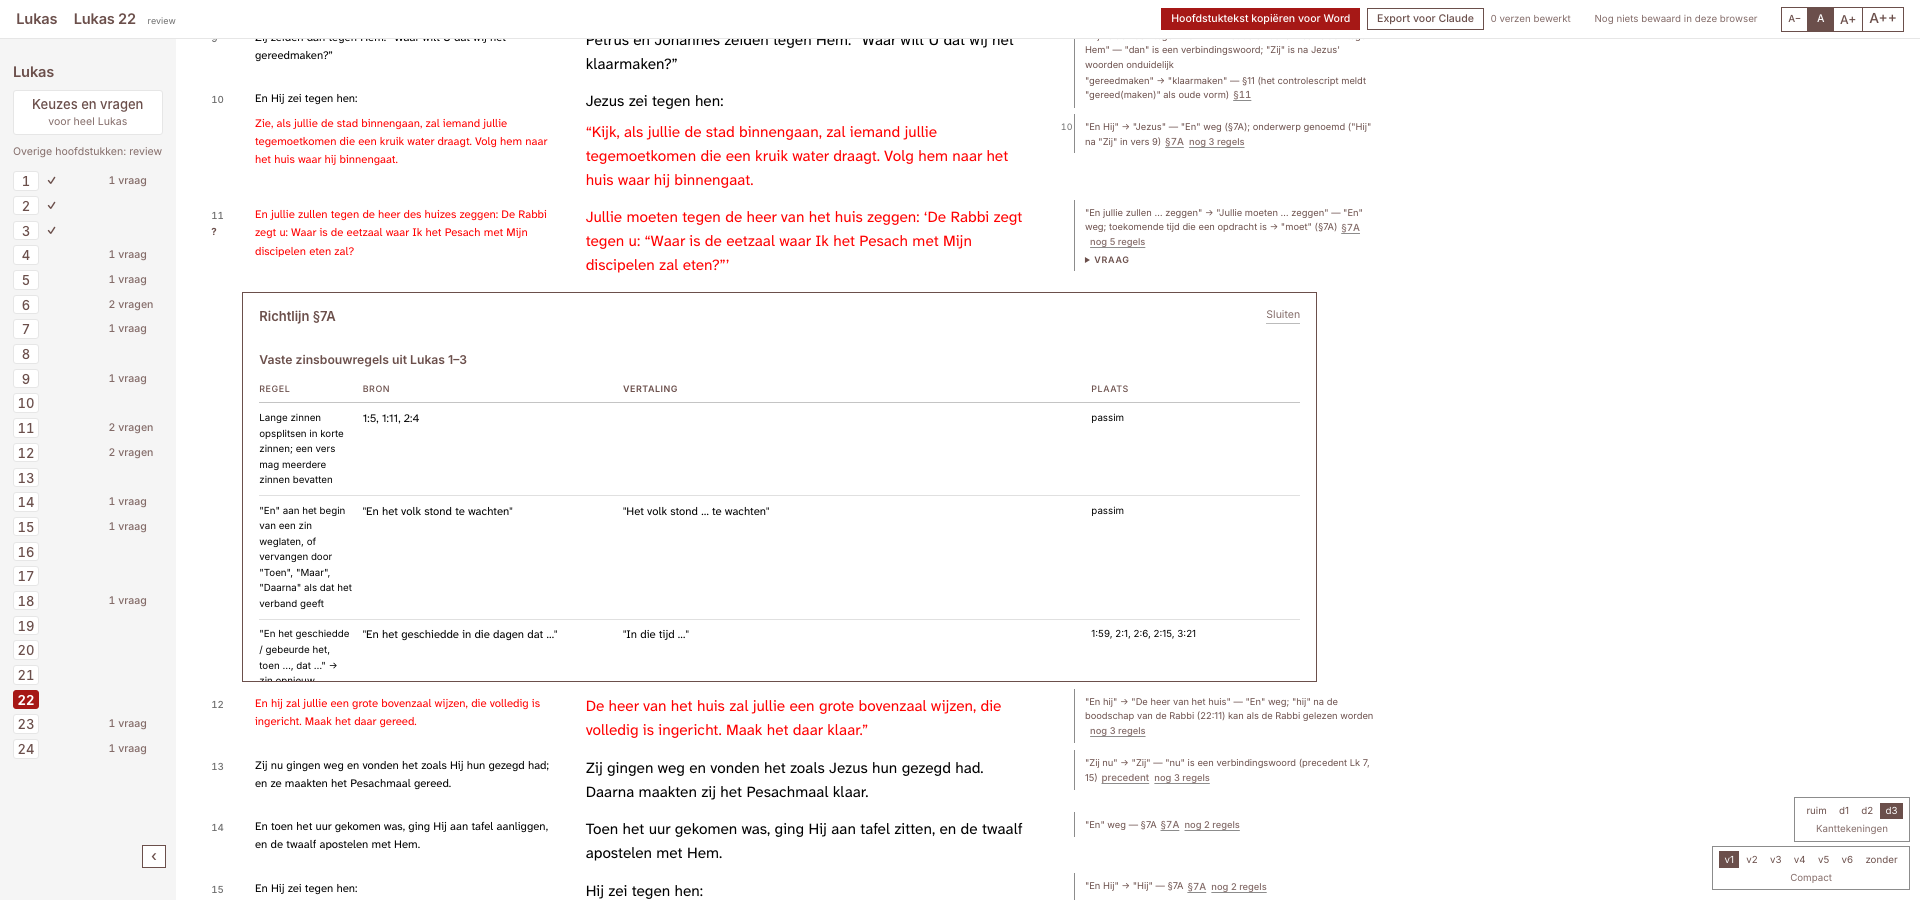 Lukas
Lukas 22
review
Hoofdstuktekst kopiëren voor Word
Export voor Claude
0 verzen bewerkt
Nog niets bewaard in deze browser
A−
A
A+
A++
Lukas
Keuzes en vragen
voor heel Lukas
Overige hoofdstukken: review
1 ✓ 1 vraag
2 ✓
3 ✓
4 1 vraag
5 1 vraag
6 2 vragen
7 1 vraag
8
9 1 vraag
10
11 2 vragen
12 2 vragen
13
14 1 vraag
15 1 vraag
16
17
18 1 vraag
19
20
21
22
23 1 vraag
24 1 vraag
‹
gereedmaken?”
Petrus en Johannes zeiden tegen Hem: “Waar wilt U dat wij het
klaarmaken?”
Hem" — "dan" is een verbindingswoord; "Zij" is na Jezus'
woorden onduidelijk
"gereedmaken" → "klaarmaken" — §11 (het controlescript meldt
"gereed(maken)" als oude vorm) §11
10
En Hij zei tegen hen:
Zie, als jullie de stad binnengaan, zal iemand jullie
tegemoetkomen die een kruik water draagt. Volg hem naar
het huis waar hij binnengaat.
Jezus zei tegen hen:
“Kijk, als jullie de stad binnengaan, zal iemand jullie
tegemoetkomen die een kruik water draagt. Volg hem naar het
huis waar hij binnengaat.
10
"En Hij" → "Jezus" — "En" weg (§7A); onderwerp genoemd ("Hij"
na "Zij" in vers 9) §7A nog 3 regels
11
?
En jullie zullen tegen de heer des huizes zeggen: De Rabbi
zegt u: Waar is de eetzaal waar Ik het Pesach met Mijn
discipelen eten zal?
Jullie moeten tegen de heer van het huis zeggen: ‘De Rabbi zegt
tegen u: “Waar is de eetzaal waar Ik het Pesach met Mijn
discipelen zal eten?”’
"En jullie zullen ... zeggen" → "Jullie moeten ... zeggen" — "En"
weg; toekomende tijd die een opdracht is → "moet" (§7A) §7A
nog 5 regels
▶ VRAAG
Richtlijn §7A
Sluiten
Vaste zinsbouwregels uit Lukas 1–3
REGEL BRON VERTALING PLAATS
Lange zinnen
opsplitsen in korte
zinnen; een vers
mag meerdere
zinnen bevatten
1:5, 1:11, 2:4
passim
"En" aan het begin
van een zin
weglaten, of
vervangen door
"Toen", "Maar",
"Daarna" als dat het
verband geeft
"En het volk stond te wachten"
"Het volk stond ... te wachten"
passim
"En het geschiedde
/ gebeurde het,
toen ..., dat ..." →
zin opnieuw
"En het geschiedde in die dagen dat ..."
"In die tijd ..."
1:59, 2:1, 2:6, 2:15, 3:21
12
En hij zal jullie een grote bovenzaal wijzen, die volledig is
ingericht. Maak het daar gereed.
De heer van het huis zal jullie een grote bovenzaal wijzen, die
volledig is ingericht. Maak het daar klaar.”
"En hij" → "De heer van het huis" — "En" weg; "hij" na de
boodschap van de Rabbi (22:11) kan als de Rabbi gelezen worden
nog 3 regels
13
Zij nu gingen weg en vonden het zoals Hij hun gezegd had;
en ze maakten het Pesachmaal gereed.
Zij gingen weg en vonden het zoals Jezus hun gezegd had.
Daarna maakten zij het Pesachmaal klaar.
"Zij nu" → "Zij" — "nu" is een verbindingswoord (precedent Lk 7,
15) precedent nog 3 regels
14
En toen het uur gekomen was, ging Hij aan tafel aanliggen,
en de twaalf apostelen met Hem.
Toen het uur gekomen was, ging Hij aan tafel zitten, en de twaalf
apostelen met Hem.
"En" weg — §7A §7A nog 2 regels
15
En Hij zei tegen hen:
Hij zei tegen hen:
"En Hij" → "Hij" — §7A §7A nog 2 regels
ruim d1 d2 d3
Kanttekeningen
v1 v2 v3 v4 v5 v6 zonder
Compact